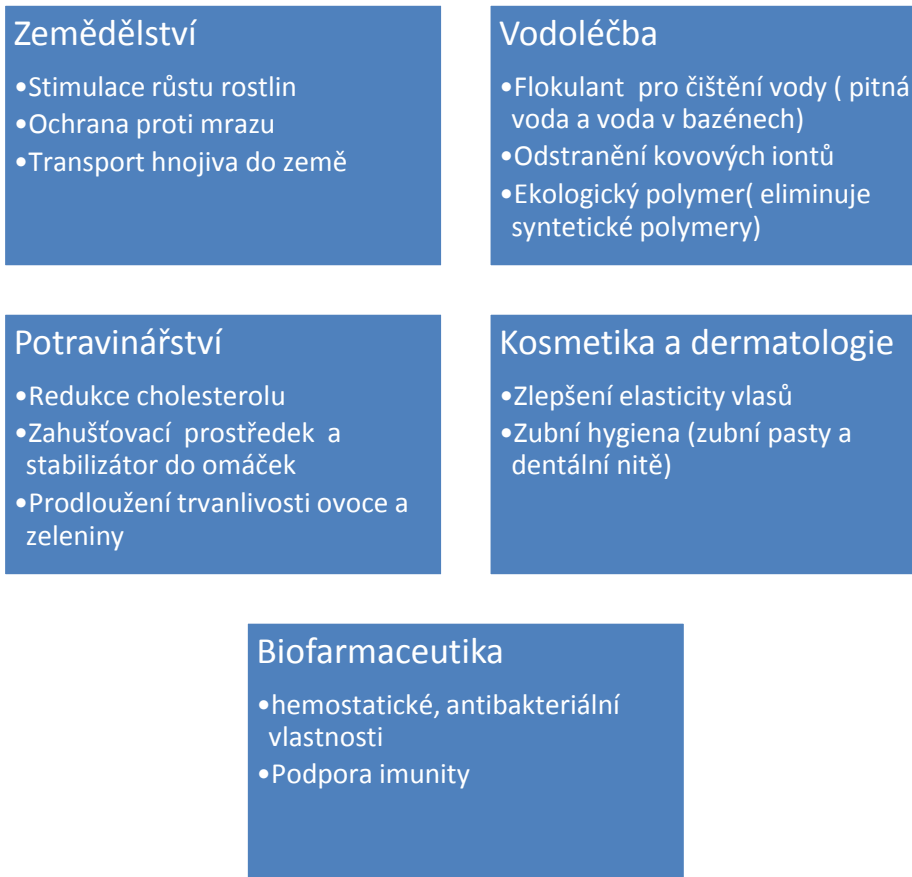 Zemědělství
•Stimulace růstu rostlin
•Ochrana proti mrazu
•Transport hnojiva do země
Vodoléčba
•Flokulant  pro čištění vody ( pitná
voda a voda v bazénech)
•Odstranění kovových iontů
•Ekologický polymer( eliminuje
syntetické polymery)
Potravinářství
•Redukce cholesterolu
•Zahušťovací  prostředek  a
stabilizátor do omáček
•Prodloužení trvanlivosti ovoce a
zeleniny
Kosmetika a dermatologie
•Zlepšení elasticity vlasů
•Zubní hygiena (zubní pasty a
dentální nitě)
Biofarmaceutika
•hemostatické, antibakteriální
vlastnosti
•Podpora imunity